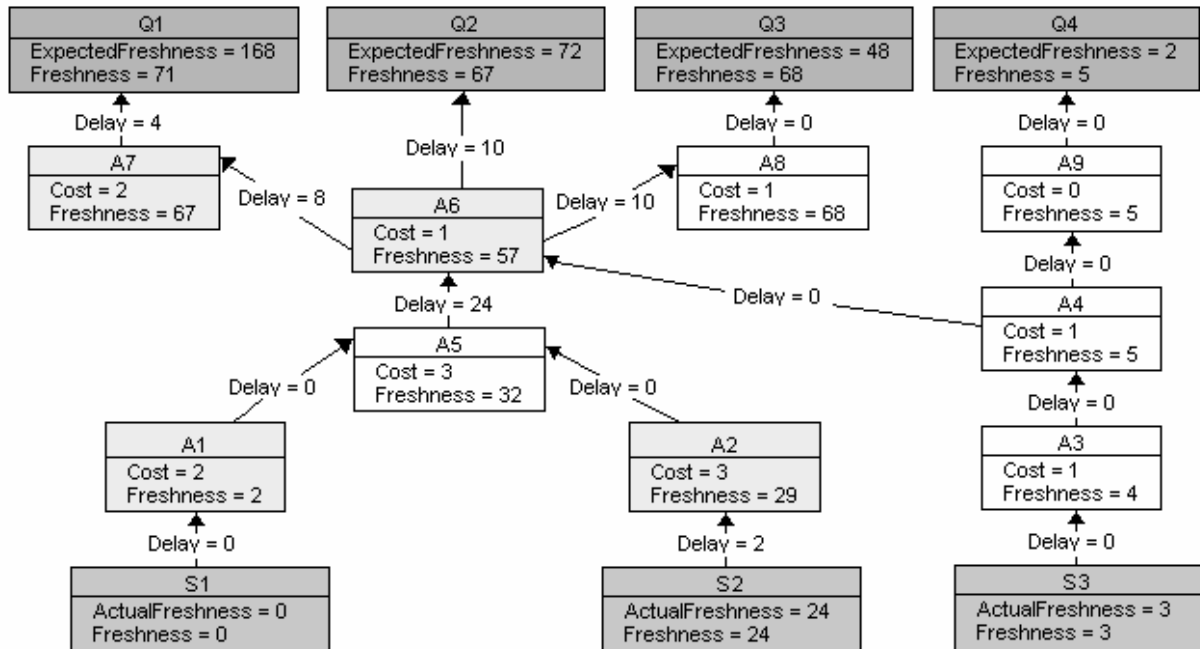 Q1
ExpectedFreshness = 168
Freshness = 71
Q2
ExpectedFreshness = 72
Freshness = 67
Q3
ExpectedFreshness = 48
Freshness = 68
Q4
ExpectedFreshness = 2
Freshness = 5
Delay = 4
Delay = 10
Delay = 0
Delay = 0
A7
Cost = 2
Freshness = 67
Delay = 8
A6
Cost = 1
Freshness = 57
Delay = 10
A8
Cost = 1
Freshness = 68
A9
Cost = 0
Freshness = 5
Delay = 24
Delay = 0
Delay = 0
A4
Cost = 1
Freshness = 5
A5
Cost = 3
Freshness = 32
Delay = 0
Delay = 0
Delay = 0
A1
Cost = 2
Freshness = 2
A2
Cost = 3
Freshness = 29
A3
Cost = 1
Freshness = 4
Delay = 0
Delay = 2
Delay = 0
S1
ActualFreshness = 0
Freshness = 0
S2
ActualFreshness = 24
Freshness = 24
S3
ActualFreshness = 3
Freshness = 3